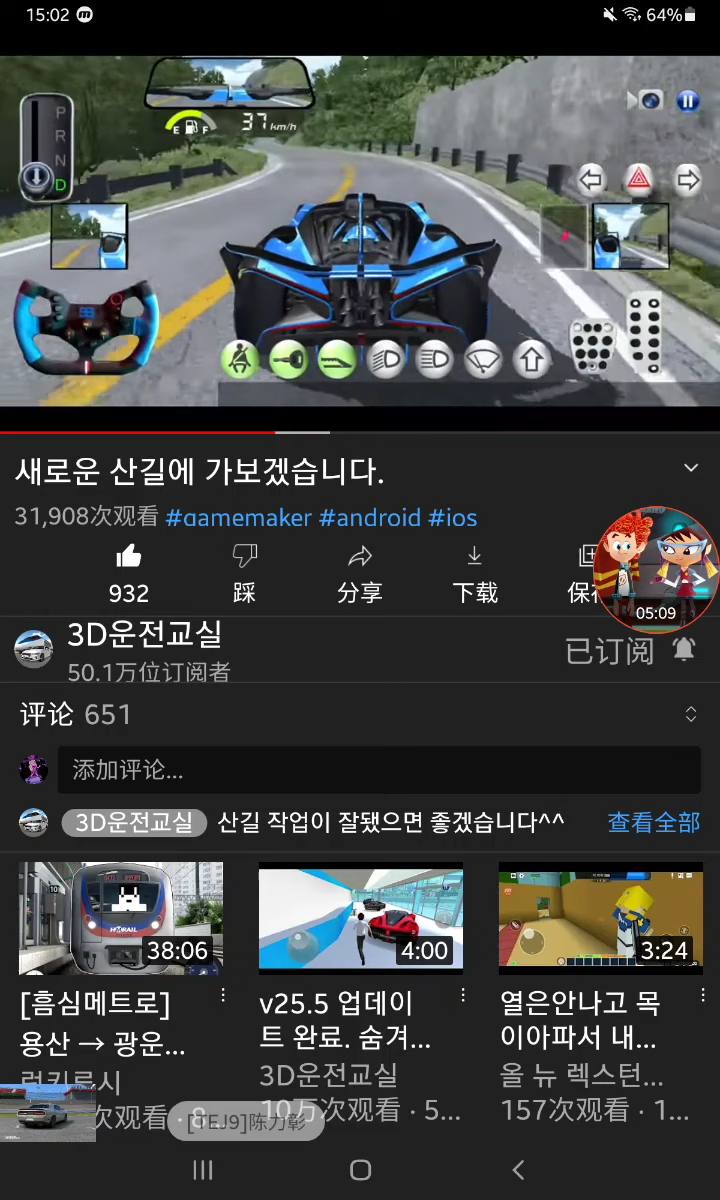 15:02
64%
P
R
N
D
E F
37 km/h
새로운 산길에 가보겠습니다.
31,908次观看 #gamemaker #android #ios
932 踩 分享 下载
05:09
3D운전교실
50.1万位订阅者
已订阅
评论 651
添加评论...
3D운전교실 산길 작업이 잘됐으면 좋겠습니다^^ 查看全部
38:06
4:00
3:24
[흠심메트로]
용산 → 광운...
럭키류시
次观看 · 8
v25.5 업데이
트 완료. 숨겨...
3D운전교실
10万次观看 · 5...
열은안나고 목
이아파서 내...
올 뉴 렉스턴...
157次观看 · 1...
[TEJ9]陈力彰